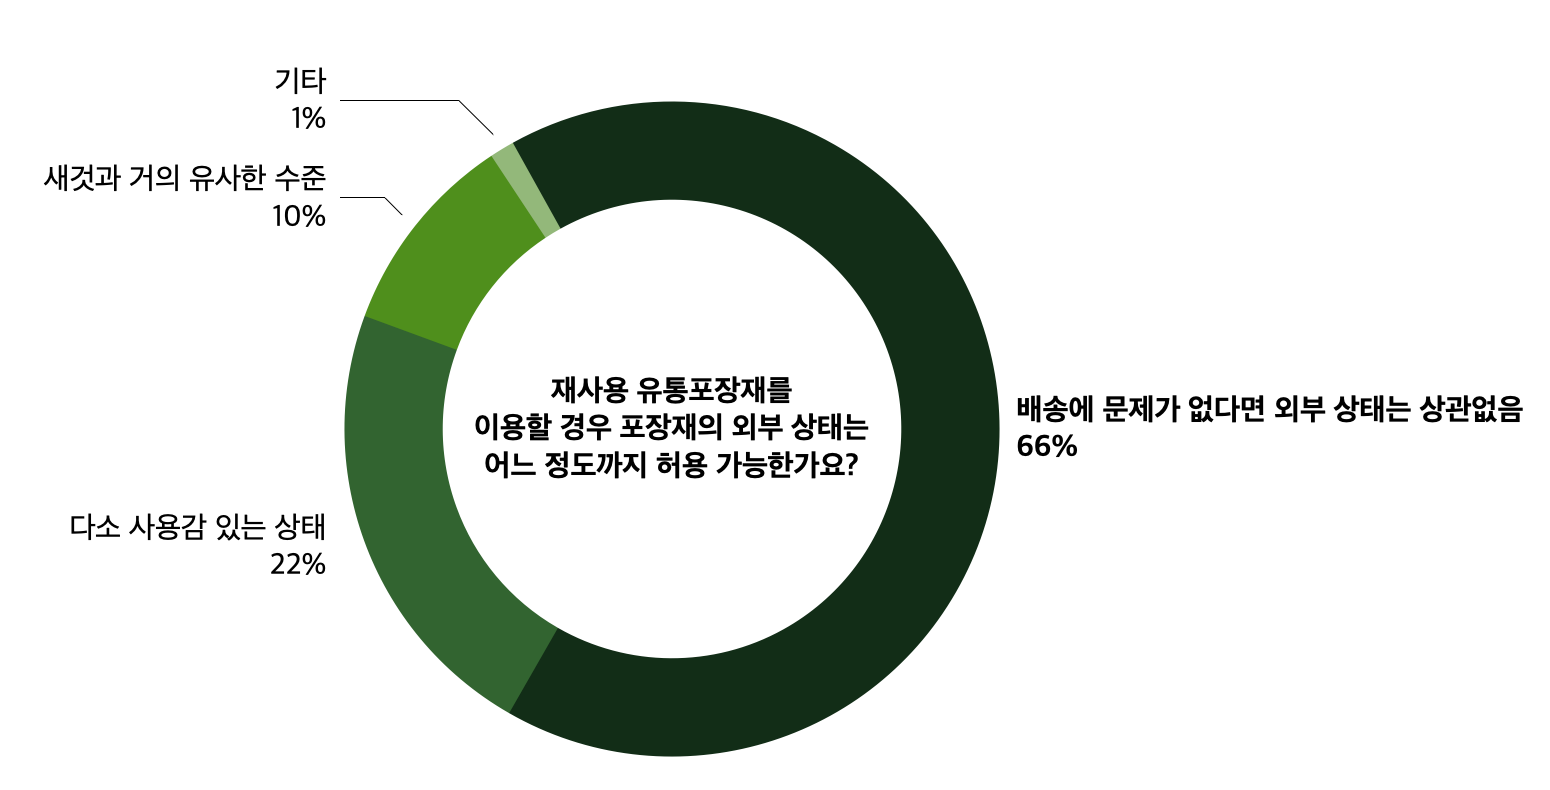 기타
1%
새것과 거의 유사한 수준
10%
재사용 유통포장재를
이용할 경우 포장재의 외부 상태는
어느 정도까지 허용 가능한가요?
배송에 문제가 없다면 외부 상태는 상관없음
66%
다소 사용감 있는 상태
22%